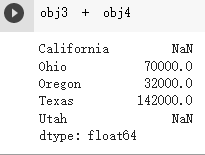 obj3 + obj4
California NaN
Ohio 70000.0
Oregon 32000.0
Texas 142000.0
Utah NaN
dtype: float64